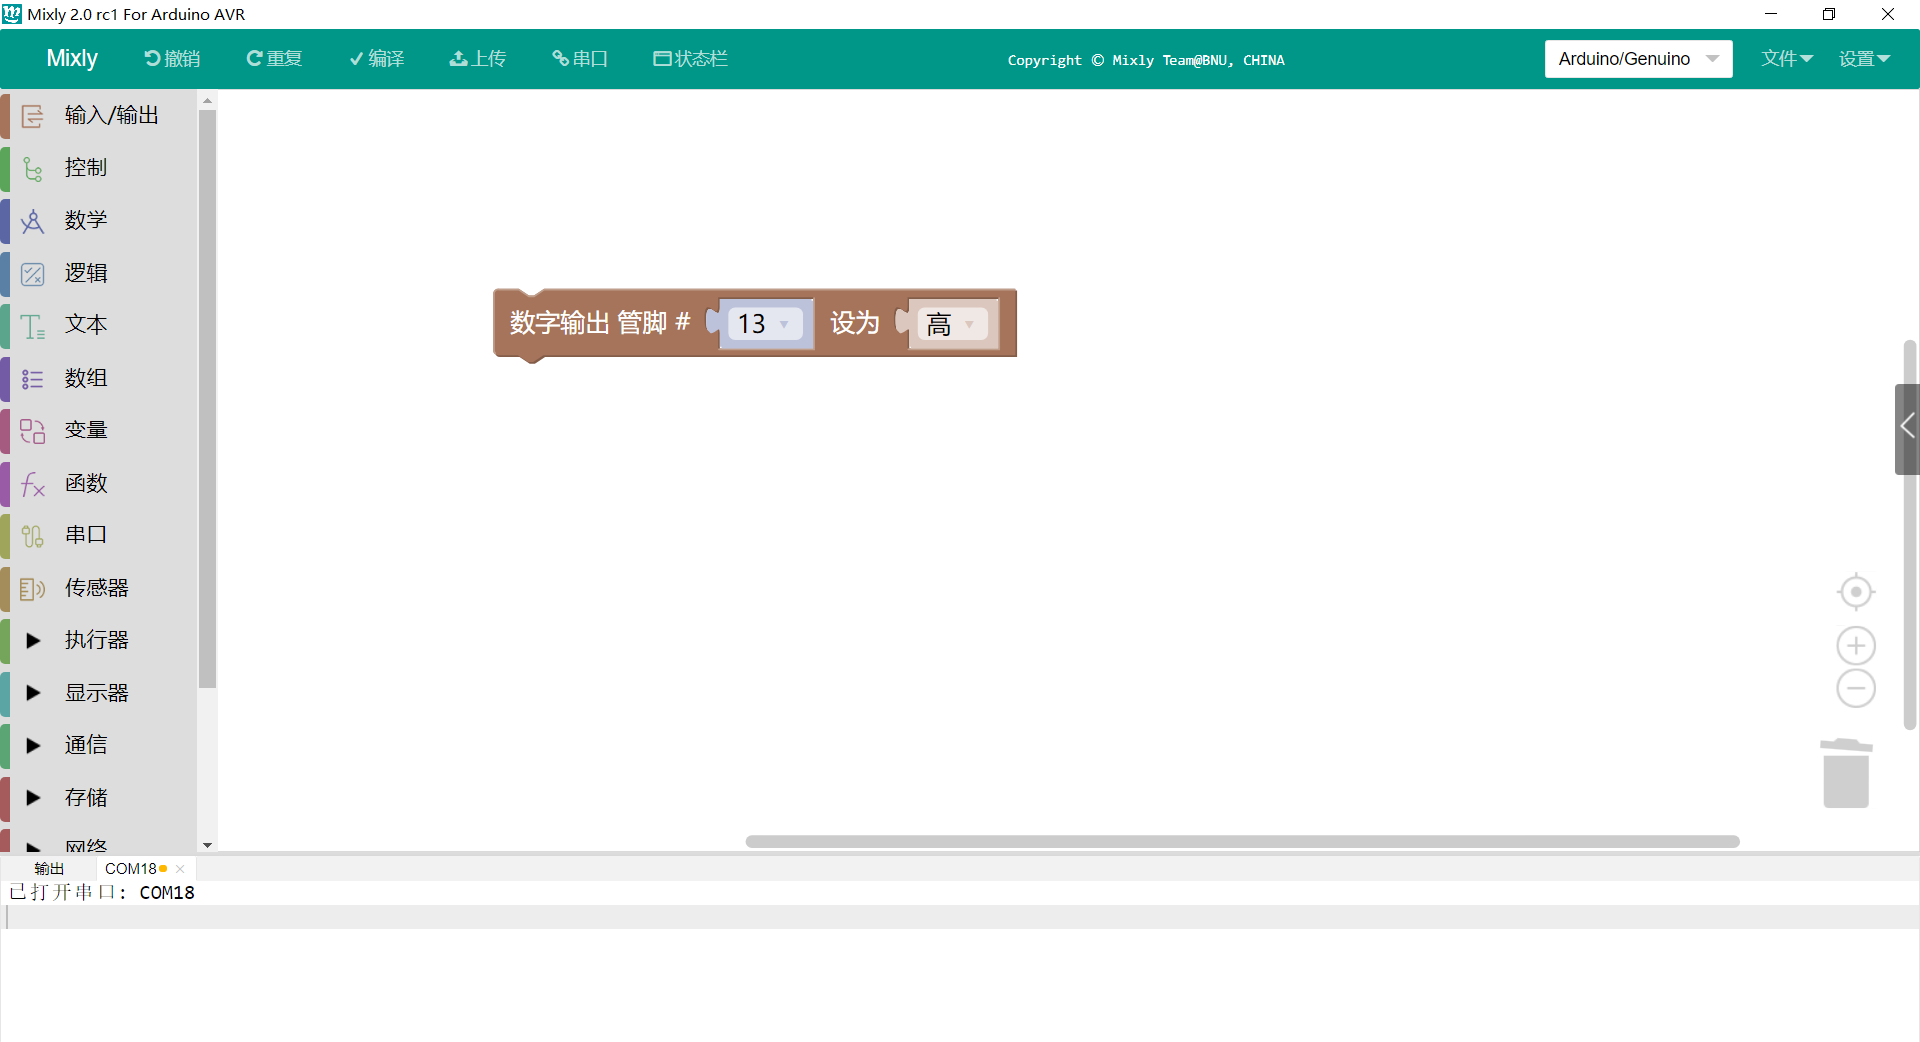 Mixly 2.0 rc1 For Arduino AVR
Mixly 撤销 重复 编译 上传 串口 状态栏 Copyright © Mixly Team@BNU, CHINA Arduino/Genuino 文件 设置
输入/输出
控制
数学
逻辑
文本
数组
变量
函数
串口
传感器
执行器
显示器
通信
存储
网络
数字输出 管脚 # 13 设为 高
输出 COM18
已打开串口: COM18